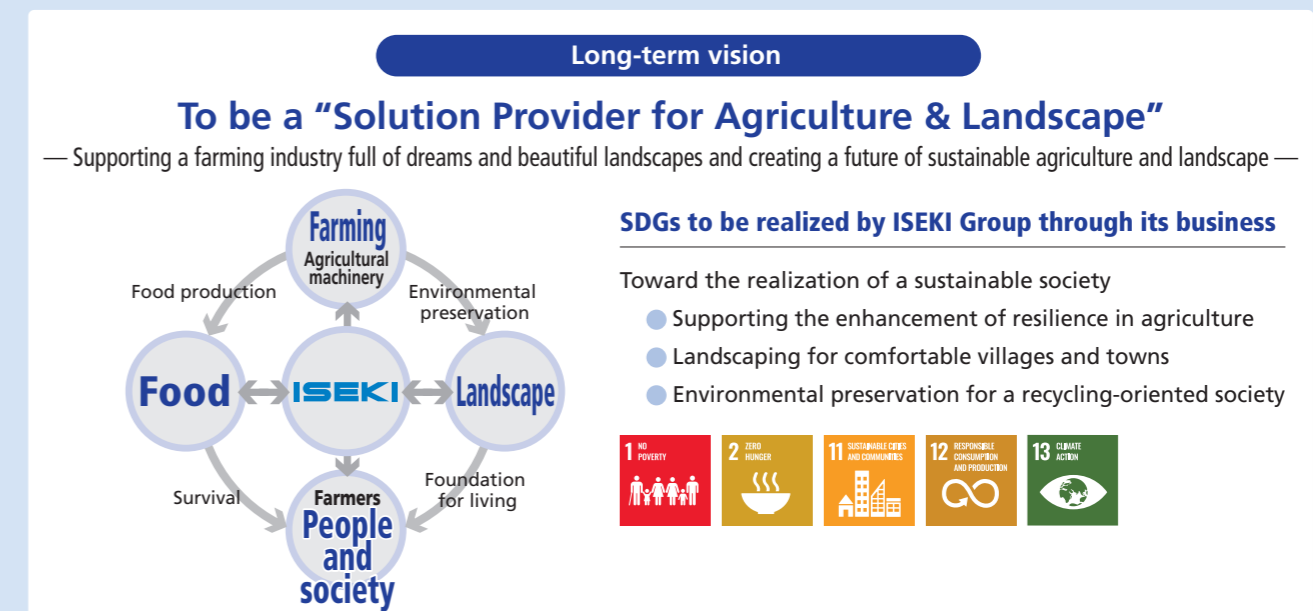 Long-term vision
To be a “Solution Provider for Agriculture & Landscape”
— Supporting a farming industry full of dreams and beautiful landscapes and creating a future of sustainable agriculture and landscape —
Farming
Agricultural
machinery
Food production
Environmental
preservation
Food
ISEKI
Landscape
Survival
Foundation
for living
Farmers
People
and
society
SDGs to be realized by ISEKI Group through its business
Toward the realization of a sustainable society
Supporting the enhancement of resilience in agriculture
Landscaping for comfortable villages and towns
Environmental preservation for a recycling-oriented society
1 NO
POVERTY
2 ZERO
HUNGER
11 SUSTAINABLE CITIES
AND COMMUNITIES
12 RESPONSIBLE
CONSUMPTION
AND PRODUCTION
13 CLIMATE
ACTION